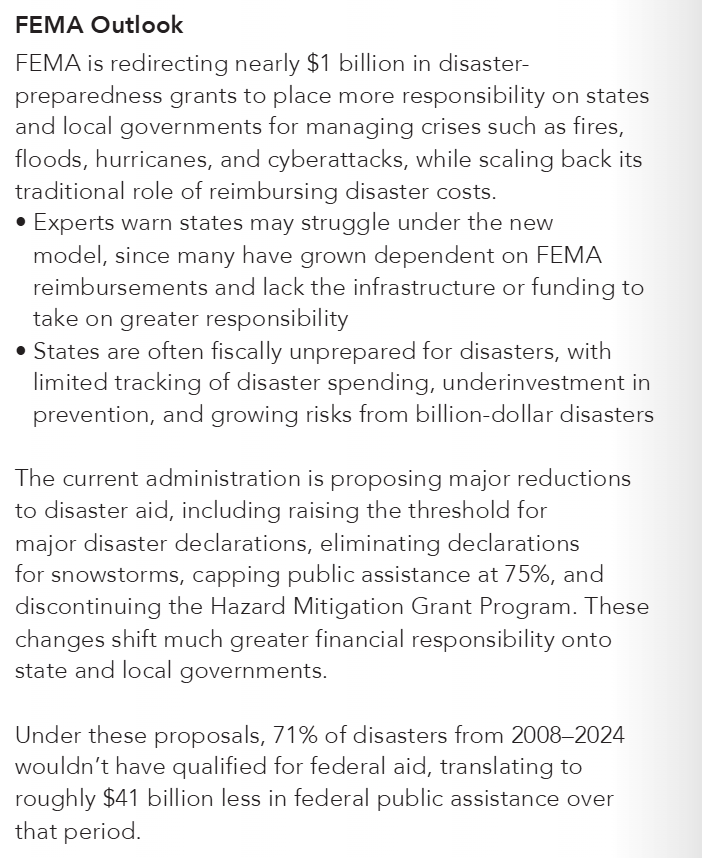 FEMA Outlook
FEMA is redirecting nearly $1 billion in disaster-
preparedness grants to place more responsibility on states
and local governments for managing crises such as fires,
floods, hurricanes, and cyberattacks, while scaling back its
traditional role of reimbursing disaster costs.
• Experts warn states may struggle under the new
model, since many have grown dependent on FEMA
reimbursements and lack the infrastructure or funding to
take on greater responsibility
• States are often fiscally unprepared for disasters, with
limited tracking of disaster spending, underinvestment in
prevention, and growing risks from billion-dollar disasters
The current administration is proposing major reductions
to disaster aid, including raising the threshold for
major disaster declarations, eliminating declarations
for snowstorms, capping public assistance at 75%, and
discontinuing the Hazard Mitigation Grant Program. These
changes shift much greater financial responsibility onto
state and local governments.
Under these proposals, 71% of disasters from 2008–2024
wouldn’t have qualified for federal aid, translating to
roughly $41 billion less in federal public assistance over
that period.